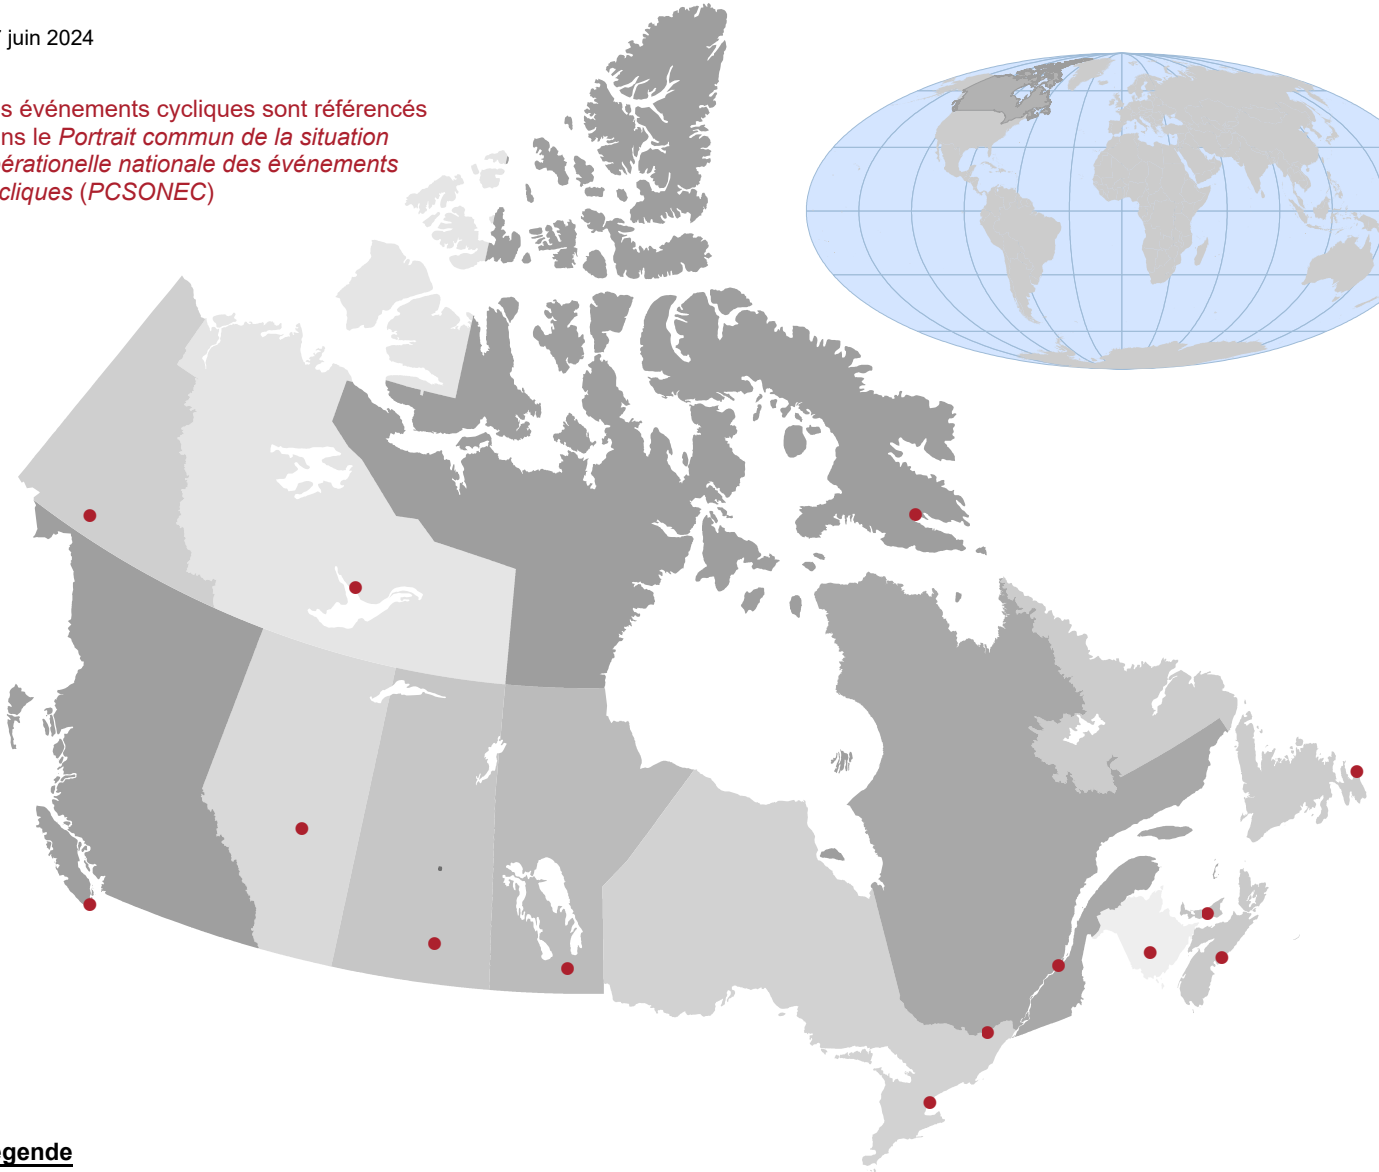 juin 2024
s événements cycliques sont référencés
ns le Portrait commun de la situation
érationelle nationale des événements
cliques (PCSONEC)
gende